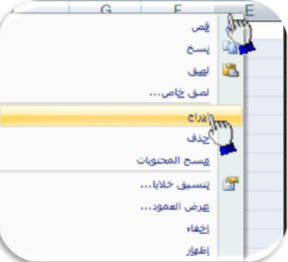 E F G
قص
نسخ
لصق
لصق خاص...
إدراج
حذف
مسح المحتويات
تنسيق خلايا...
عرض العمود...
إخفاء
إظهار